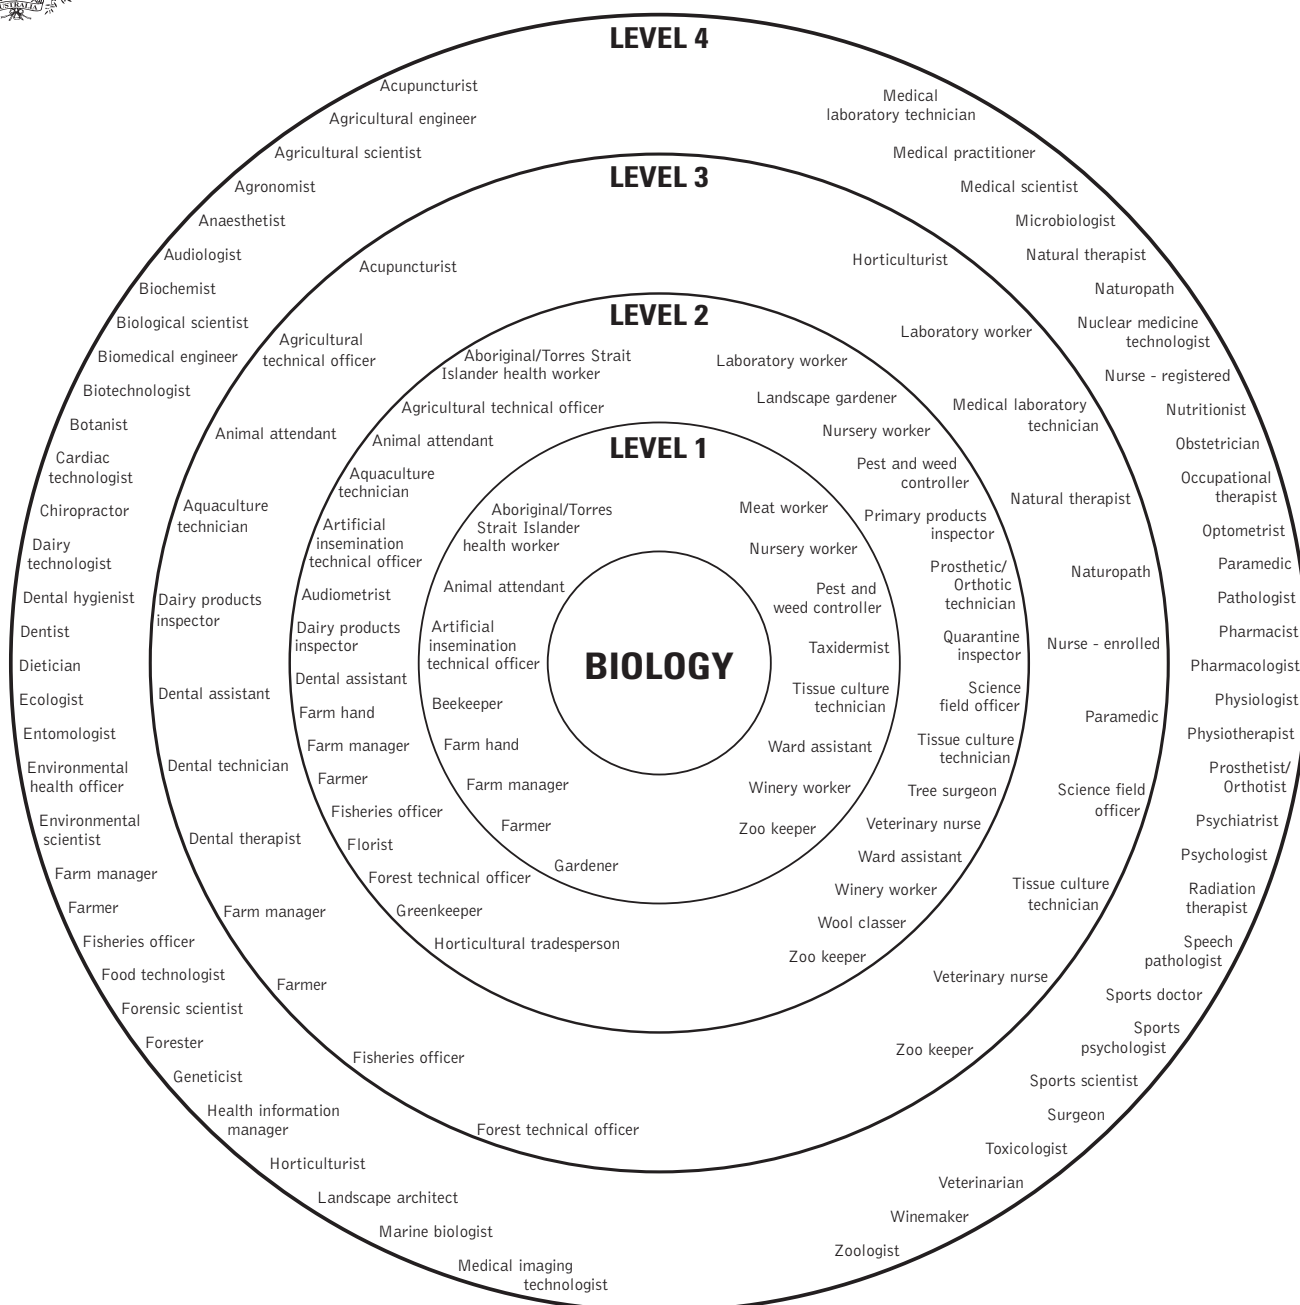 AUSTRALIA
LEVEL 4
Acupuncturist
Agricultural engineer
Agricultural scientist
Agronomist
Anaesthetist
Audiologist
Biochemist
Biological scientist
Biomedical engineer
Biotechnologist
Botanist
Cardiac
technologist
Chiropractor
Dairy
technologist
Dental hygienist
Dentist
Dietician
Ecologist
Entomologist
Environmental
health officer
Environmental
scientist
Farm manager
Farmer
Fisheries officer
Food technologist
Forensic scientist
Forester
Geneticist
Health information
manager
Horticulturist
Landscape architect
Marine biologist
Medical imaging
technologist
Medical
laboratory technician
Medical practitioner
Medical scientist
Microbiologist
Natural therapist
Naturopath
Nuclear medicine
technologist
Nurse - registered
Nutritionist
Obstetrician
Occupational
therapist
Optometrist
Paramedic
Pathologist
Pharmacist
Pharmacologist
Physiologist
Physiotherapist
Prosthetist/
Orthotist
Psychiatrist
Psychologist
Radiation
therapist
Speech
pathologist
Sports doctor
Sports
psychologist
Sports scientist
Surgeon
Toxicologist
Veterinarian
Winemaker
Zoologist
LEVEL 3
Acupuncturist
Agricultural
technical officer
Animal attendant
Aquaculture
technician
Dairy products
inspector
Dental assistant
Dental technician
Dental therapist
Farm manager
Farmer
Fisheries officer
Forest technical officer
Horticulturist
Laboratory worker
Medical laboratory
technician
Natural therapist
Naturopath
Nurse - enrolled
Paramedic
Science field
officer
Tissue culture
technician
Veterinary nurse
Zoo keeper
LEVEL 2
Aboriginal/Torres Strait
Islander health worker
Agricultural technical officer
Animal attendant
Aquaculture
technician
Artificial
insemination
technical officer
Audiometrist
Dairy products
inspector
Dental assistant
Farm hand
Farm manager
Farmer
Fisheries officer
Florist
Forest technical officer
Greenkeeper
Horticultural tradesperson
Laboratory worker
Landscape gardener
Nursery worker
Pest and weed
controller
Primary products
inspector
Prosthetic/
Orthotic
technician
Quarantine
inspector
Science
field officer
Tissue culture
technician
Tree surgeon
Veterinary nurse
Ward assistant
Winery worker
Wool classer
Zoo keeper
LEVEL 1
Aboriginal/Torres
Strait Islander
health worker
Animal attendant
Artificial
insemination
technical officer
Beekeeper
Farm hand
Farm manager
Farmer
Gardener
Meat worker
Nursery worker
Pest and
weed controller
Taxidermist
Tissue culture
technician
Ward assistant
Winery worker
Zoo keeper
BIOLOGY